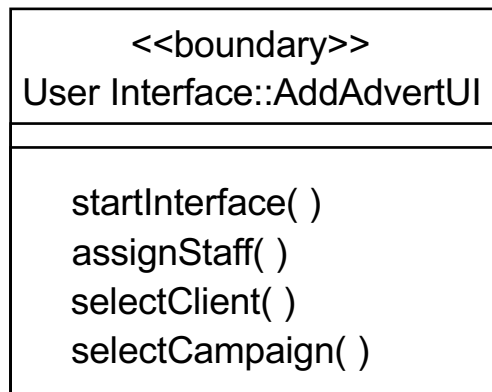 <<boundary>>
User Interface::AddAdvertUI
startInterface( )
assignStaff( )
selectClient( )
selectCampaign( )